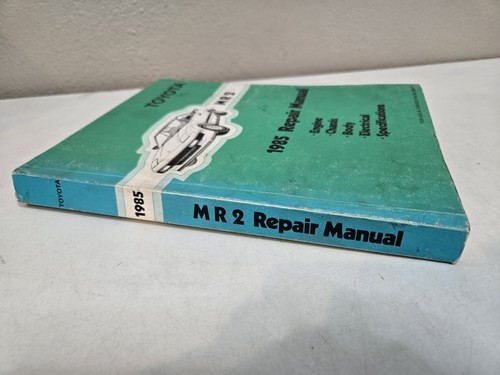 TOYOTA
MR2
1985 Repair Manual
·Engine
·Chassis
·Body
·Electrical
·Specifications
TOYOTA
1985
MR2 Repair Manual